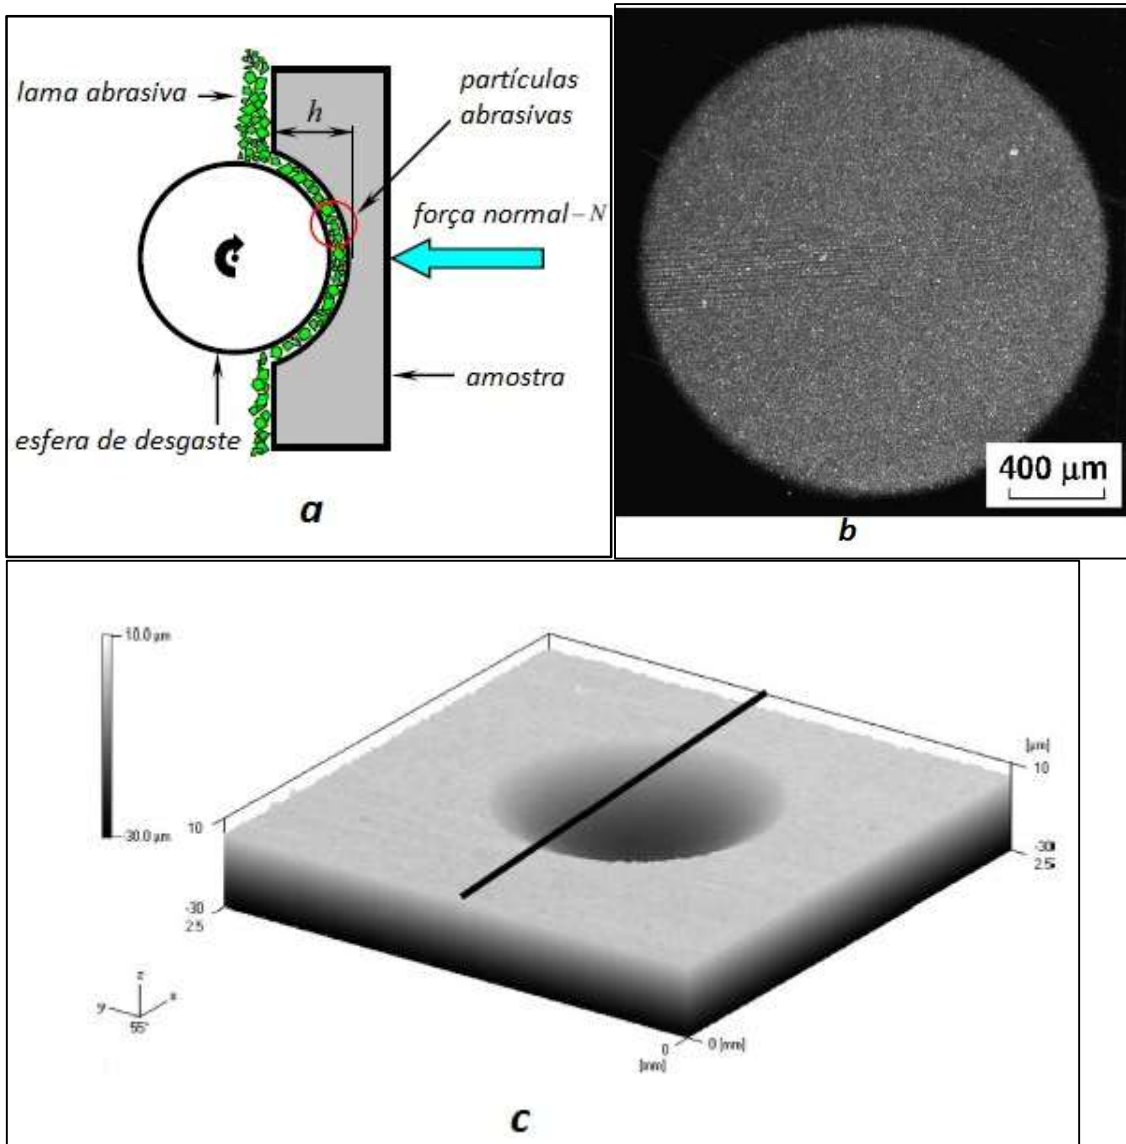 lama abrasiva
h
partículas
abrasivas
força normal – N
amostra
esfera de desgaste
a
400 µm
b
10.0 µm
-30.0 µm
10
-30
2.5
[µm]
10
-30
2.5
z
y
x
55°
0
[mm]
0 [mm]
c